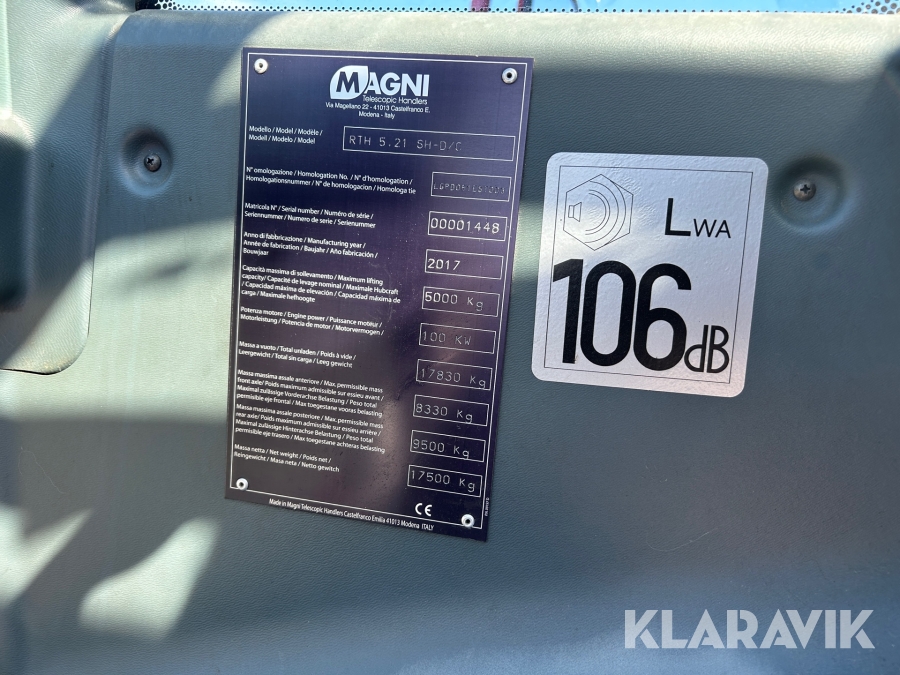 MAGNI
Telescopic Handlers
Via Magellano 22 - 41013 Castelfranco E.
Modena - Italy
Modello / Model / Modèle /
Modell / Modelo / Model
RTH 5.21 SH-D/C
N° omologazione / Homologation No. / N° d'homologation /
Homologationsnummer / N° de homologacion / Homologa tie
Matricola N° / Serial number / Numéro de série /
Seriennummer / Numero de serie / Serienummer
00001448
Anno di fabbricazione / Manufacturing year /
Année de fabrication / Baujahr / Año fabricación /
Bouwjaar
2017
Capacità massima di sollevamento / Maximum lifting
capacity/ Capacité de levage nominal / Maximale Hubcraft
/ Capacidad máxima de elevación / Capacidad máxima de
carga / Maximale hefhoogte
5000 Kg
Potenza motore / Engine power / Puissance moteur /
Motorleistung / Potencia de motor / Motorvermogen /
100 KW
Massa a vuoto / Total unladen / Poids à vide /
Leergewicht / Total sin carga / Leeg gewicht
17830 Kg
Massa massima assale anteriore / Max. permissible mass
front axle/ Poids maximum admissible sur essieu avant /
Maximal zulässige Vorderachse Belastung / Peso total
permisible eje frontal / Max toegestane vooras belasting
8330 Kg
Massa massima assale posteriore / Max. permissible mass
rear axle/ Poids maximum admissible sur essieu arrière /
Maximal zulässige Hinterachse Belastung / Peso total
permisible eje trasero / Max toegestane achteras belasting
9500 Kg
Massa netta / Net weight / Poids net /
Reingewicht / Masa neta / Netto gewitch
17500 Kg
CE
Made in Magni Telescopic Handlers Castelfranco Emilia 41013 Modena ITALY
LWA
106dB
KLARAVIK